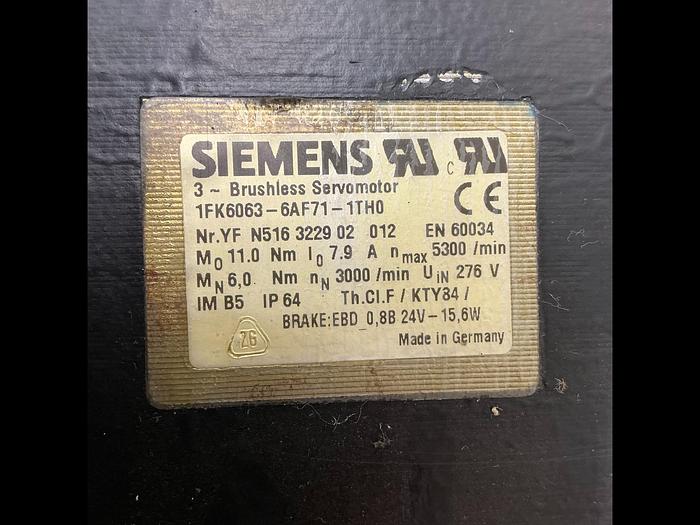 SIEMENS
3 ~ Brushless Servomotor
1FK6063-6AF71-1TH0
Nr.YF N516 3229 02 012 EN 60034
M0 11.0 Nm I0 7.9 A nmax 5300 /min
MN 6,0 Nm nN 3000 /min UIN 276 V
IM B5 IP 64 Th.Cl.F / KTY84 /
BRAKE:EBD_0,8B 24V-15,6W
Made in Germany